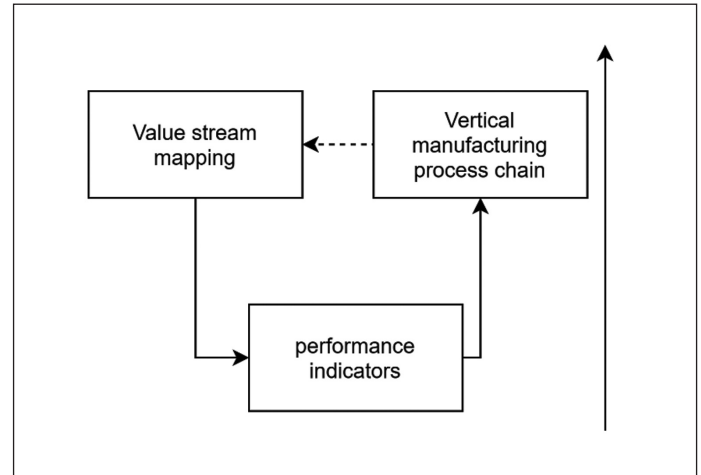 Value stream
mapping
Vertical
manufacturing
process chain
performance
indicators